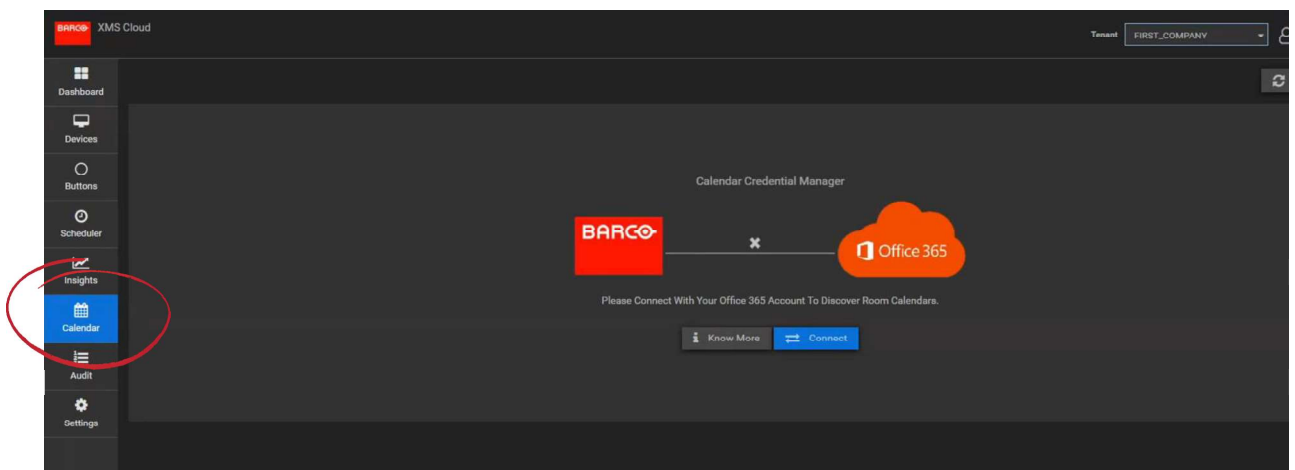 BARCO XMS Cloud
Tenant FIRST_COMPANY
Dashboard
Devices
Buttons
Scheduler
Insights
Calendar
Audit
Settings
Calendar Credential Manager
BARCO
Office 365
Please Connect With Your Office 365 Account To Discover Room Calendars.
Know More Connect